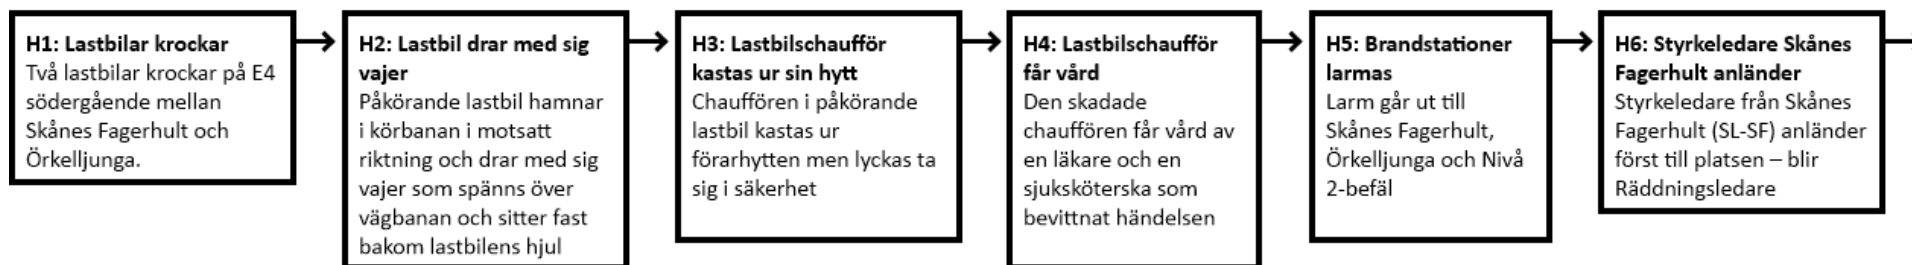 H1: Lastbilar krockar
Två lastbilar krockar på E4
södergående mellan
Skånes Fagerhult och
Örkelljunga.
H2: Lastbil drar med sig
vajer
Påkörande lastbil hamnar
i körbanan i motsatt
riktning och drar med sig
vajer som spänns över
vägbanan och sitter fast
bakom lastbilens hjul
H3: Lastbilschaufför
kastas ur sin hytt
Chauffören i påkörande
lastbil kastas ur
förarhytten men lyckas ta
sig i säkerhet
H4: Lastbilschaufför
får vård
Den skadade
chauffören får vård av
en läkare och en
sjuksköterska som
bevittnat händelsen
H5: Brandstationer
larmas
Larm går ut till
Skånes Fagerhult,
Örkelljunga och Nivå
2-befäl
H6: Styrkeledare Skånes
Fagerhult anländer
Styrkeledare från Skånes
Fagerhult (SL-SF) anländer
först till platsen – blir
Räddningsledare